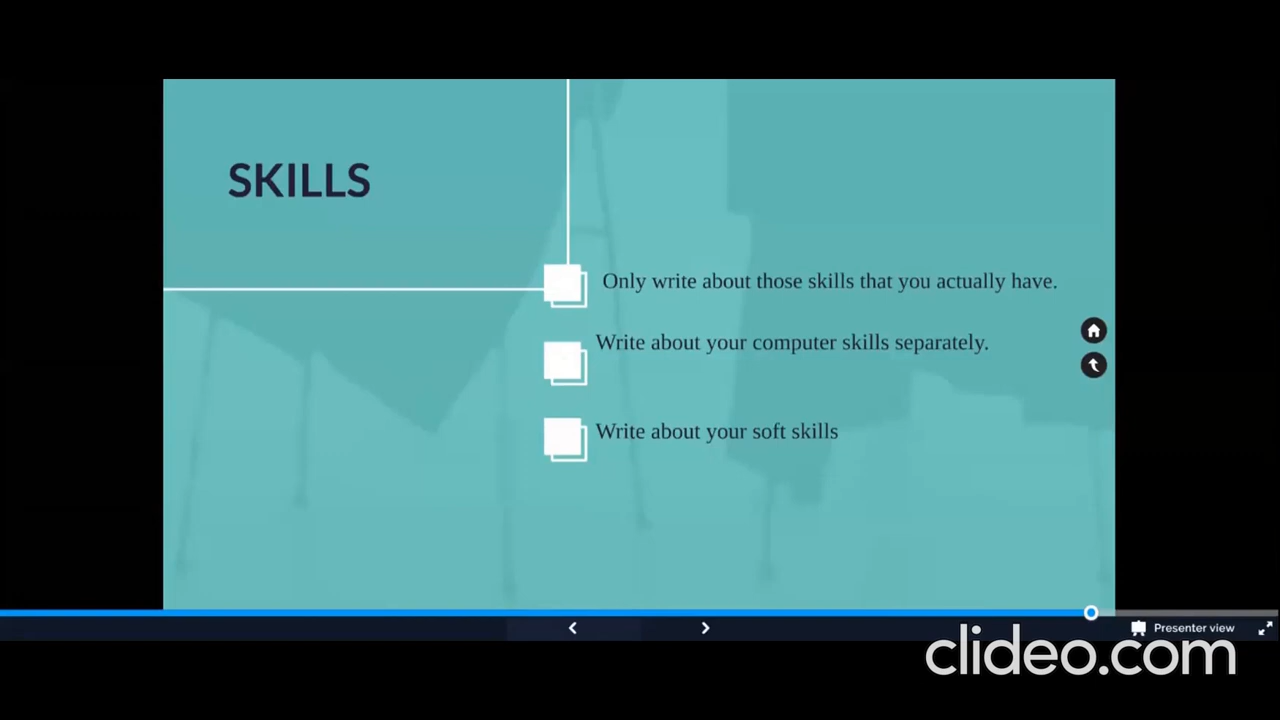 SKILLS
Only write about those skills that you actually have.
Write about your computer skills separately.
Write about your soft skills
Presenter view
clideo.com